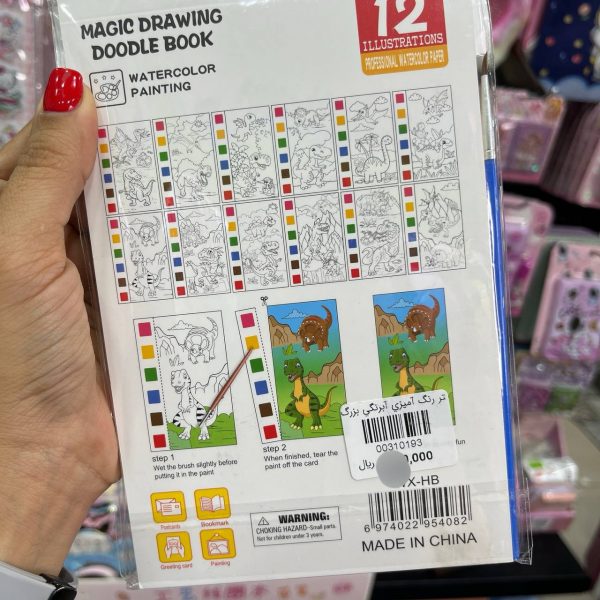 MAGIC DRAWING
DOODLE BOOK
WATERCOLOR
PAINTING
12
ILLUSTRATIONS
PROFESSIONAL WATERCOLOR PAPER
step 1
Wet the brush slightly before
putting it in the paint
step 2
When finished, tear the
paint off the card
fun
تر رنگ آمیزی آبرنگی بزرگ
00310193
ریال
,000
X-HB
6 974022 954082
MADE IN CHINA
Postcards
Bookmark
Greeting card
Painting
WARNING:
CHOKING HAZARD-Small parts.
Not for children under 3 years.